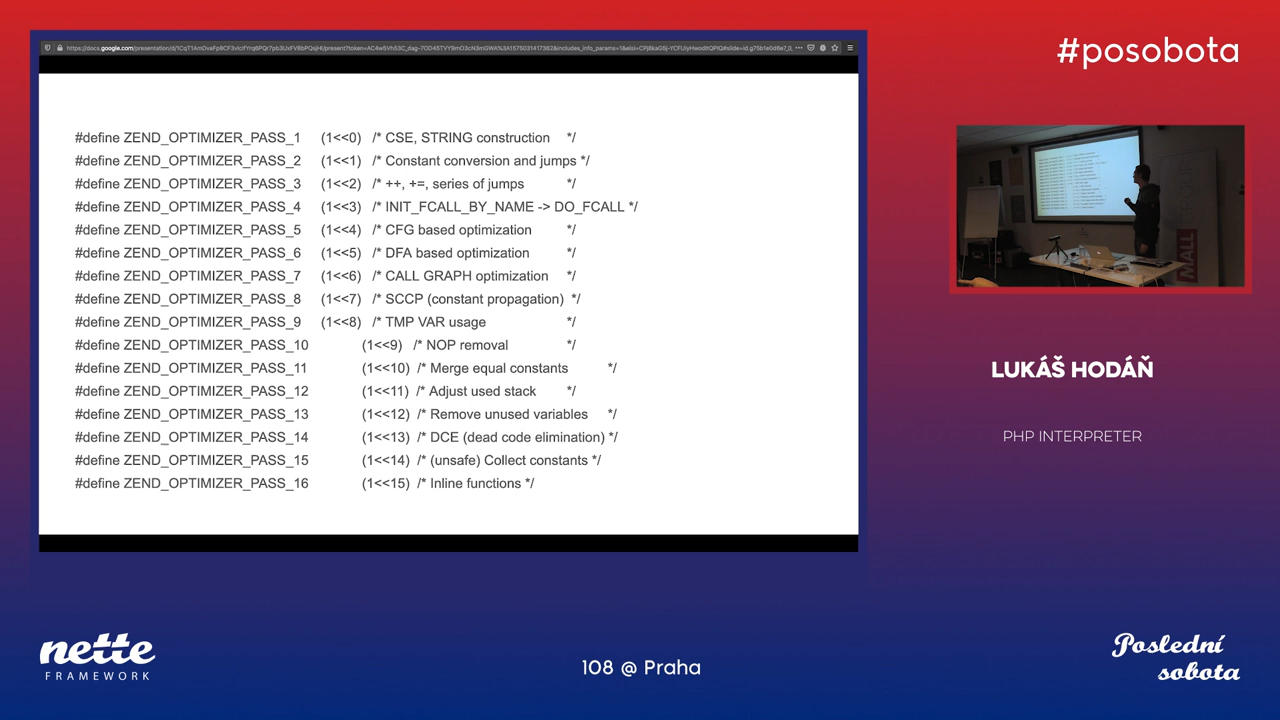 #posobota
#define ZEND_OPTIMIZER_PASS_1 (1<<0) /* CSE, STRING construction */
#define ZEND_OPTIMIZER_PASS_2 (1<<1) /* Constant conversion and jumps */
#define ZEND_OPTIMIZER_PASS_3 (1<<2) /* ++, +=, series of jumps */
#define ZEND_OPTIMIZER_PASS_4 INIT_FCALL_BY_NAME -> DO_FCALL */
#define ZEND_OPTIMIZER_PASS_5 (1<<4) /* CFG based optimization */
#define ZEND_OPTIMIZER_PASS_6 (1<<5) /* DFA based optimization */
#define ZEND_OPTIMIZER_PASS_7 (1<<6) /* CALL GRAPH optimization */
#define ZEND_OPTIMIZER_PASS_8 (1<<7) /* SCCP (constant propagation) */
#define ZEND_OPTIMIZER_PASS_9 (1<<8) /* TMP VAR usage */
#define ZEND_OPTIMIZER_PASS_10 (1<<9) /* NOP removal */
#define ZEND_OPTIMIZER_PASS_11 (1<<10) /* Merge equal constants */
#define ZEND_OPTIMIZER_PASS_12 (1<<11) /* Adjust used stack */
#define ZEND_OPTIMIZER_PASS_13 (1<<12) /* Remove unused variables */
#define ZEND_OPTIMIZER_PASS_14 (1<<13) /* DCE (dead code elimination) */
#define ZEND_OPTIMIZER_PASS_15 (1<<14) /* (unsafe) Collect constants */
#define ZEND_OPTIMIZER_PASS_16 (1<<15) /* Inline functions */
MALL
LUKÁŠ HODÁŇ
PHP INTERPRETER
nette
FRAMEWORK
108 @ Praha
Poslední
sobota